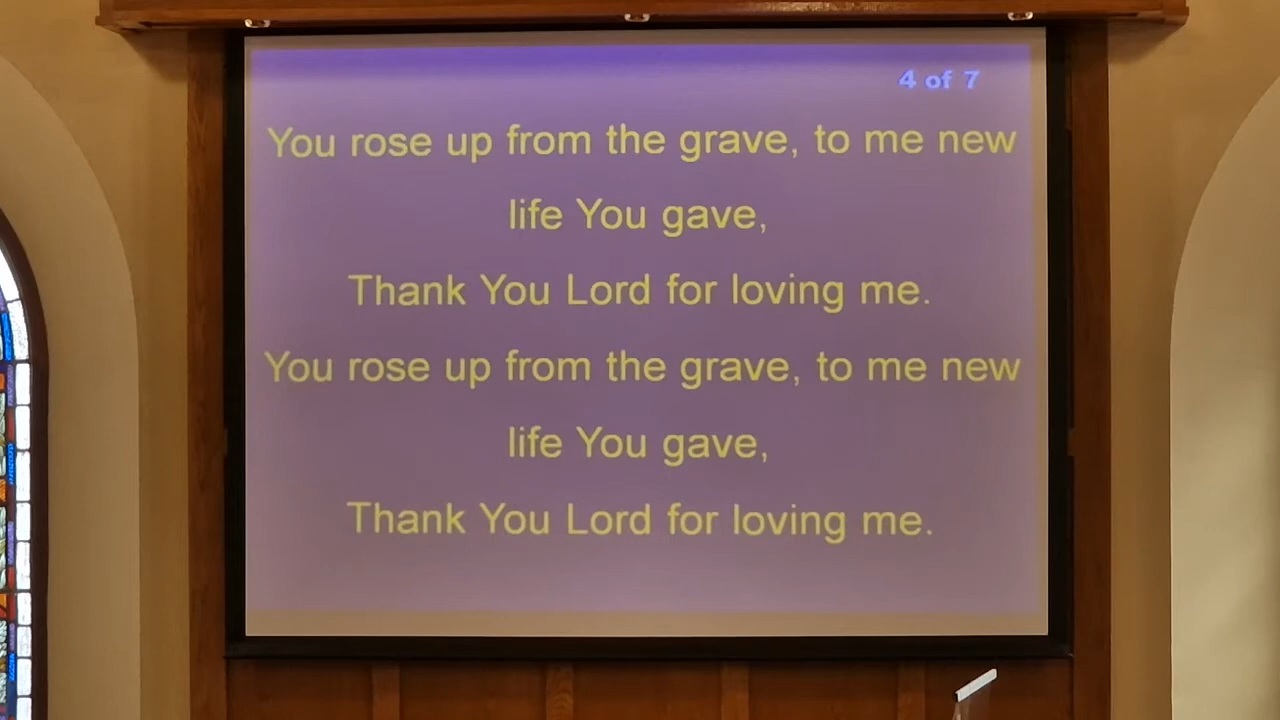 4 of 7
You rose up from the grave, to me new
life You gave,
Thank You Lord for loving me.
You rose up from the grave, to me new
life You gave,
Thank You Lord for loving me.